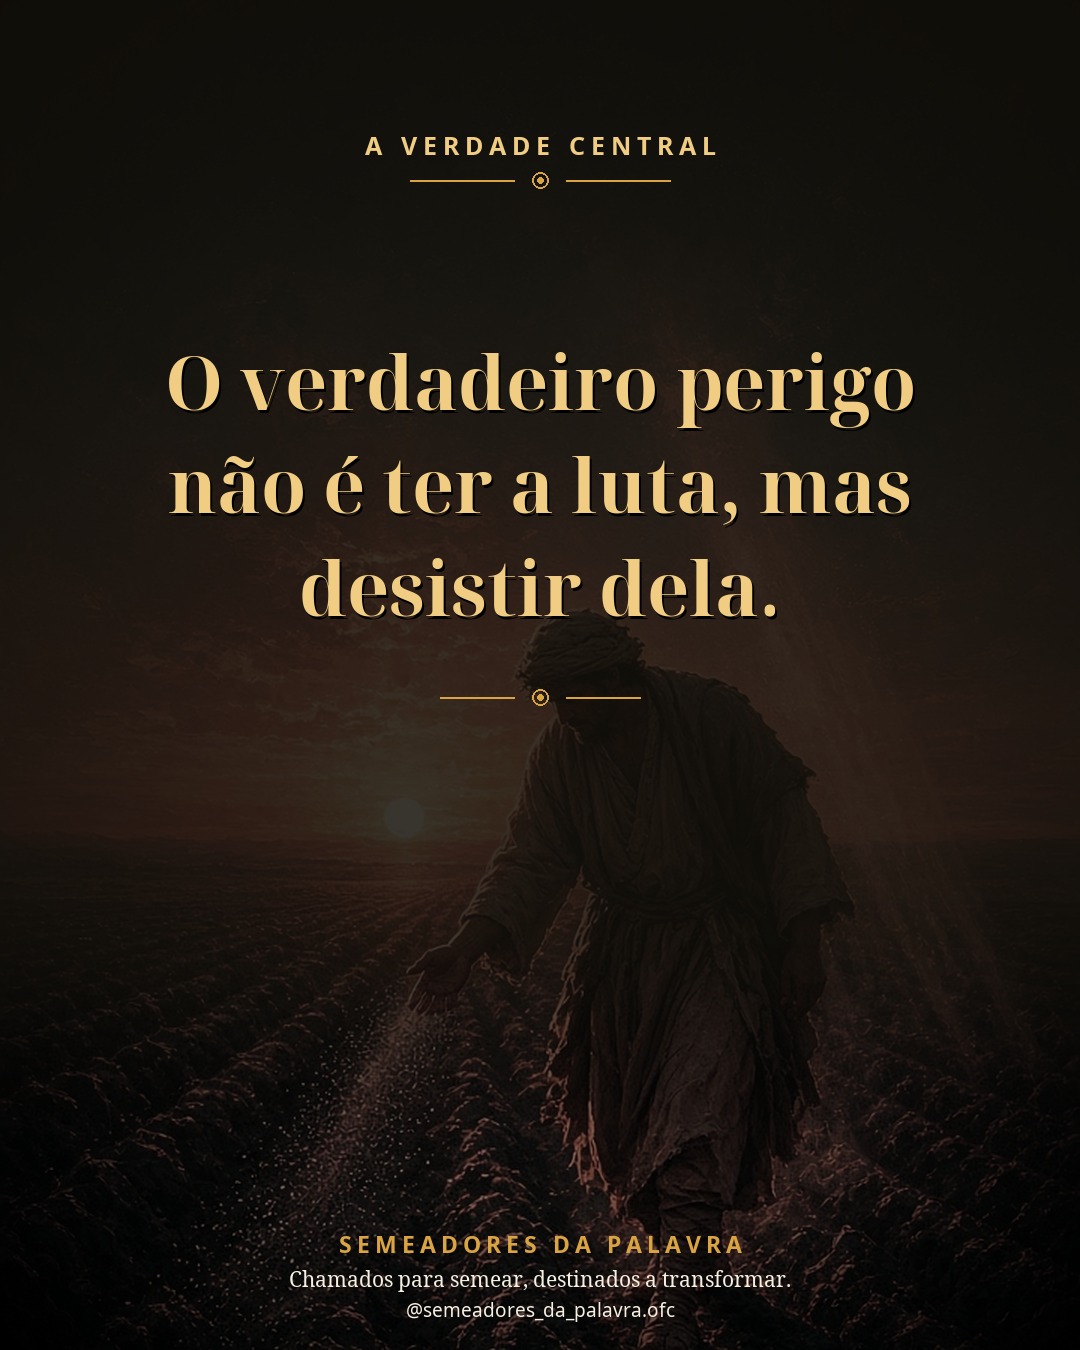 A VERDADE CENTRAL
O verdadeiro perigo
não é ter a luta, mas
desistir dela.
SEMEADORES DA PALAVRA
Chamados para semear, destinados a transformar.
@semeadores_da_palavra.ofc